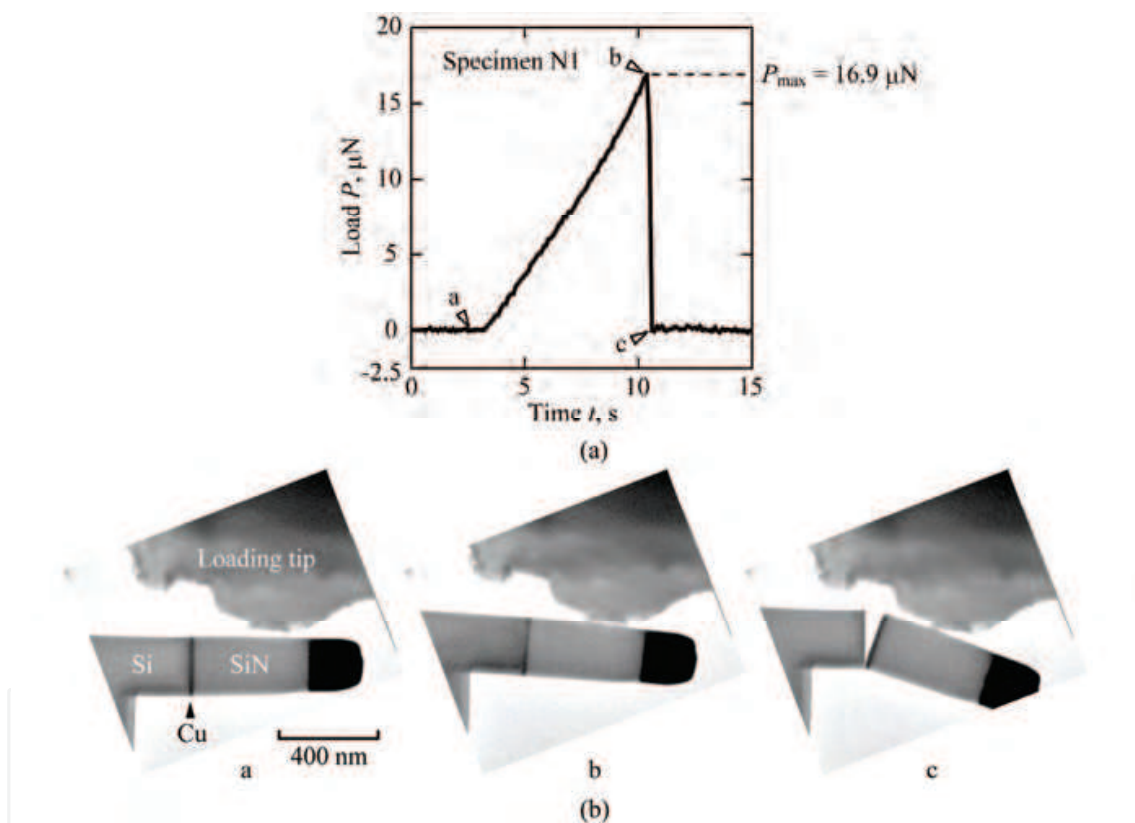 20
Specimen N1
b
P_max = 16.9 μN
15
10
Load P, μN
5
a
0
c
-2.5
0 5 10 15
Time t, s
(a)
Loading tip
Si SiN
Cu
400 nm
a b c
(b)